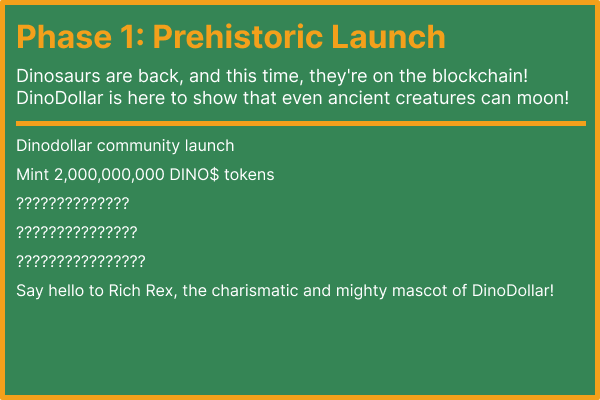 Phase 1: Prehistoric Launch
Dinosaurs are back, and this time, they're on the blockchain!
DinoDollar is here to show that even ancient creatures can moon!
Dinodollar community launch
Mint 2,000,000,000 DINO$ tokens
??????????????
???????????????
????????????????
Say hello to Rich Rex, the charismatic and mighty mascot of DinoDollar!